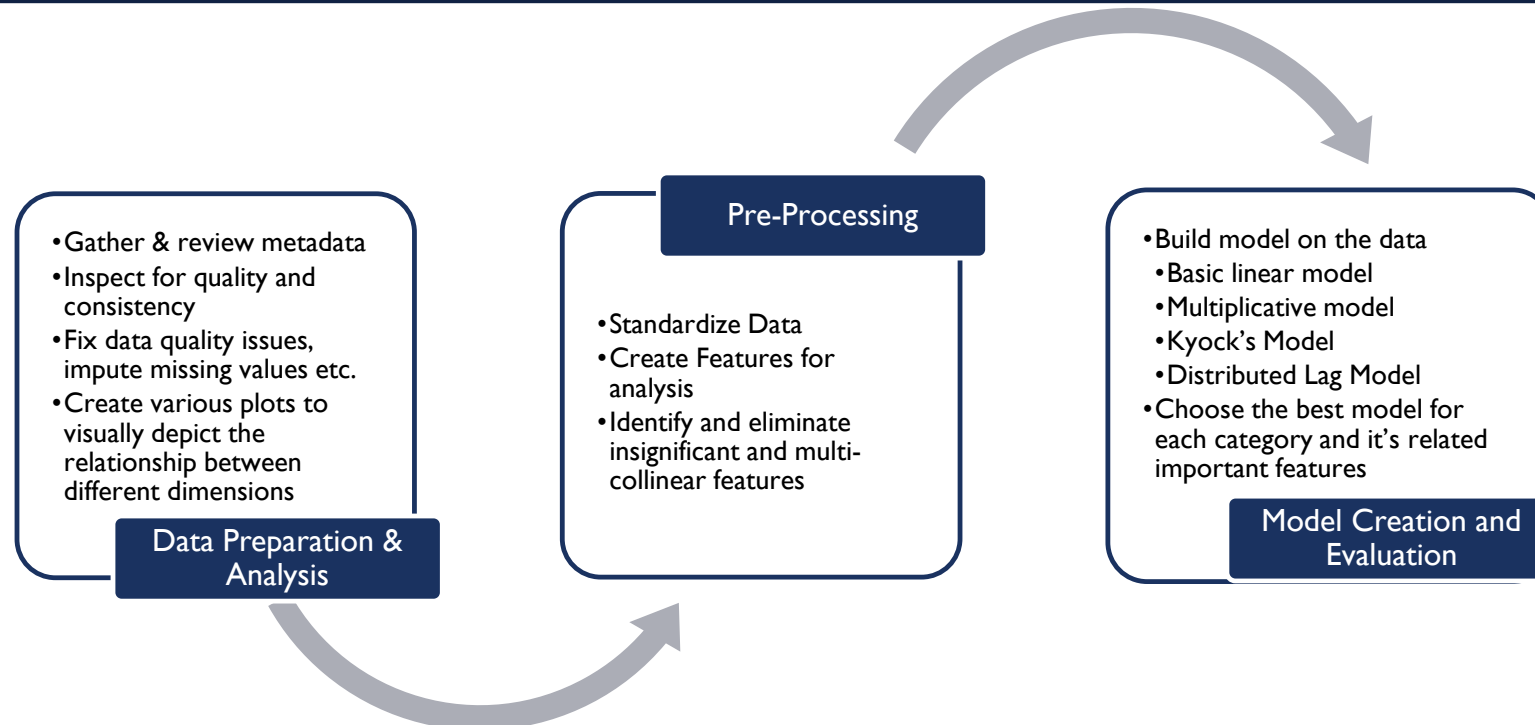 •Gather & review metadata
•Inspect for quality and
consistency
•Fix data quality issues,
impute missing values etc.
•Create various plots to
visually depict the
relationship between
different dimensions
Data Preparation &
Analysis
Pre-Processing
•Standardize Data
•Create Features for
analysis
•Identify and eliminate
insignificant and multi-
collinear features
•Build model on the data
•Basic linear model
•Multiplicative model
•Kyock's Model
•Distributed Lag Model
•Choose the best model for
each category and it's related
important features
Model Creation and
Evaluation